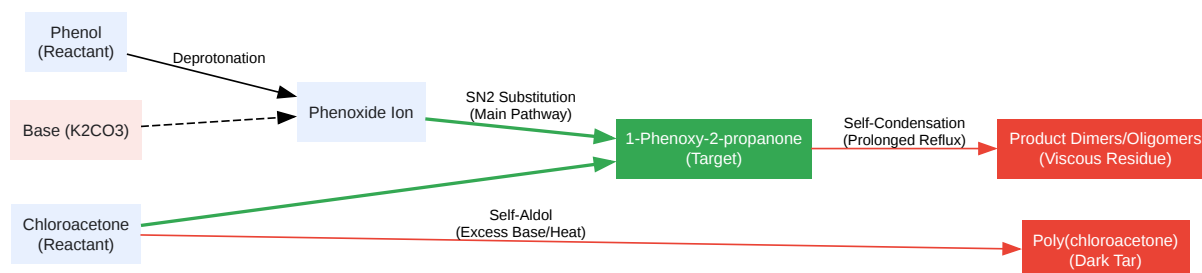 Phenol
(Reactant)
Deprotonation
Base (K2CO3)
Phenoxide Ion
SN2 Substitution
(Main Pathway)
1-Phenoxy-2-propanone
(Target)
Self-Condensation
(Prolonged Reflux)
Product Dimers/Oligomers
(Viscous Residue)
Chloroacetone
(Reactant)
Self-Aldol
(Excess Base/Heat)
Poly(chloroacetone)
(Dark Tar)